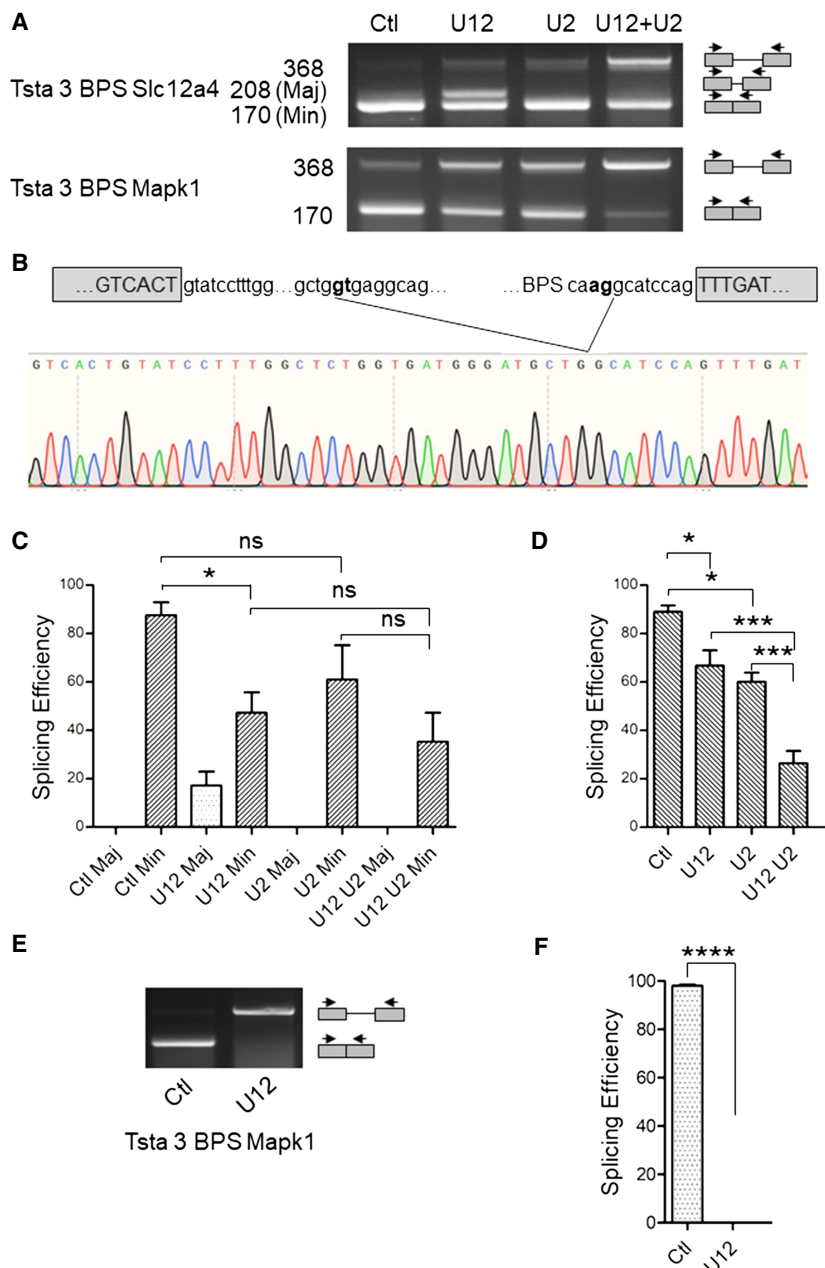 A
Ctl U12 U2 U12+U2
Tsta 3 BPS Slc12a4
368
208 (Maj)
170 (Min)
Tsta 3 BPS Mapk1
368
170
B
...GTCACT gtatcctttgg...gctggtgaggcag... ...BPS caaggcatccag TTTGAT...
G T C A C T G T A T C C T T T G G C T C T G G T G A T G G G A T G C T G G C A T C C A G T T T G A T
C
ns
*
ns
ns
Splicing Efficiency
100
80
60
40
20
0
Ctl Maj
Ctl Min
U12 Maj
U12 Min
U2 Maj
U2 Min
U12 U2 Maj
U12 U2 Min
D
*
*
***
***
Splicing Efficiency
100
80
60
40
20
0
Ctl
U12
U2
U12 U2
E
Ctl
U12
Tsta 3 BPS Mapk1
F
****
Splicing Efficiency
100
80
60
40
20
0
Ctl
U12